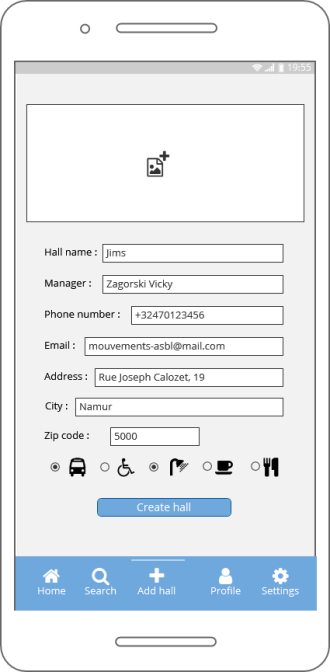 19:55
Hall name : Jims
Manager : Zagorski Vicky
Phone number : +32470123456
Email : mouvements-asbl@mail.com
Address : Rue Joseph Calozet, 19
City : Namur
Zip code : 5000
Create hall
Home Search Add hall Profile Settings